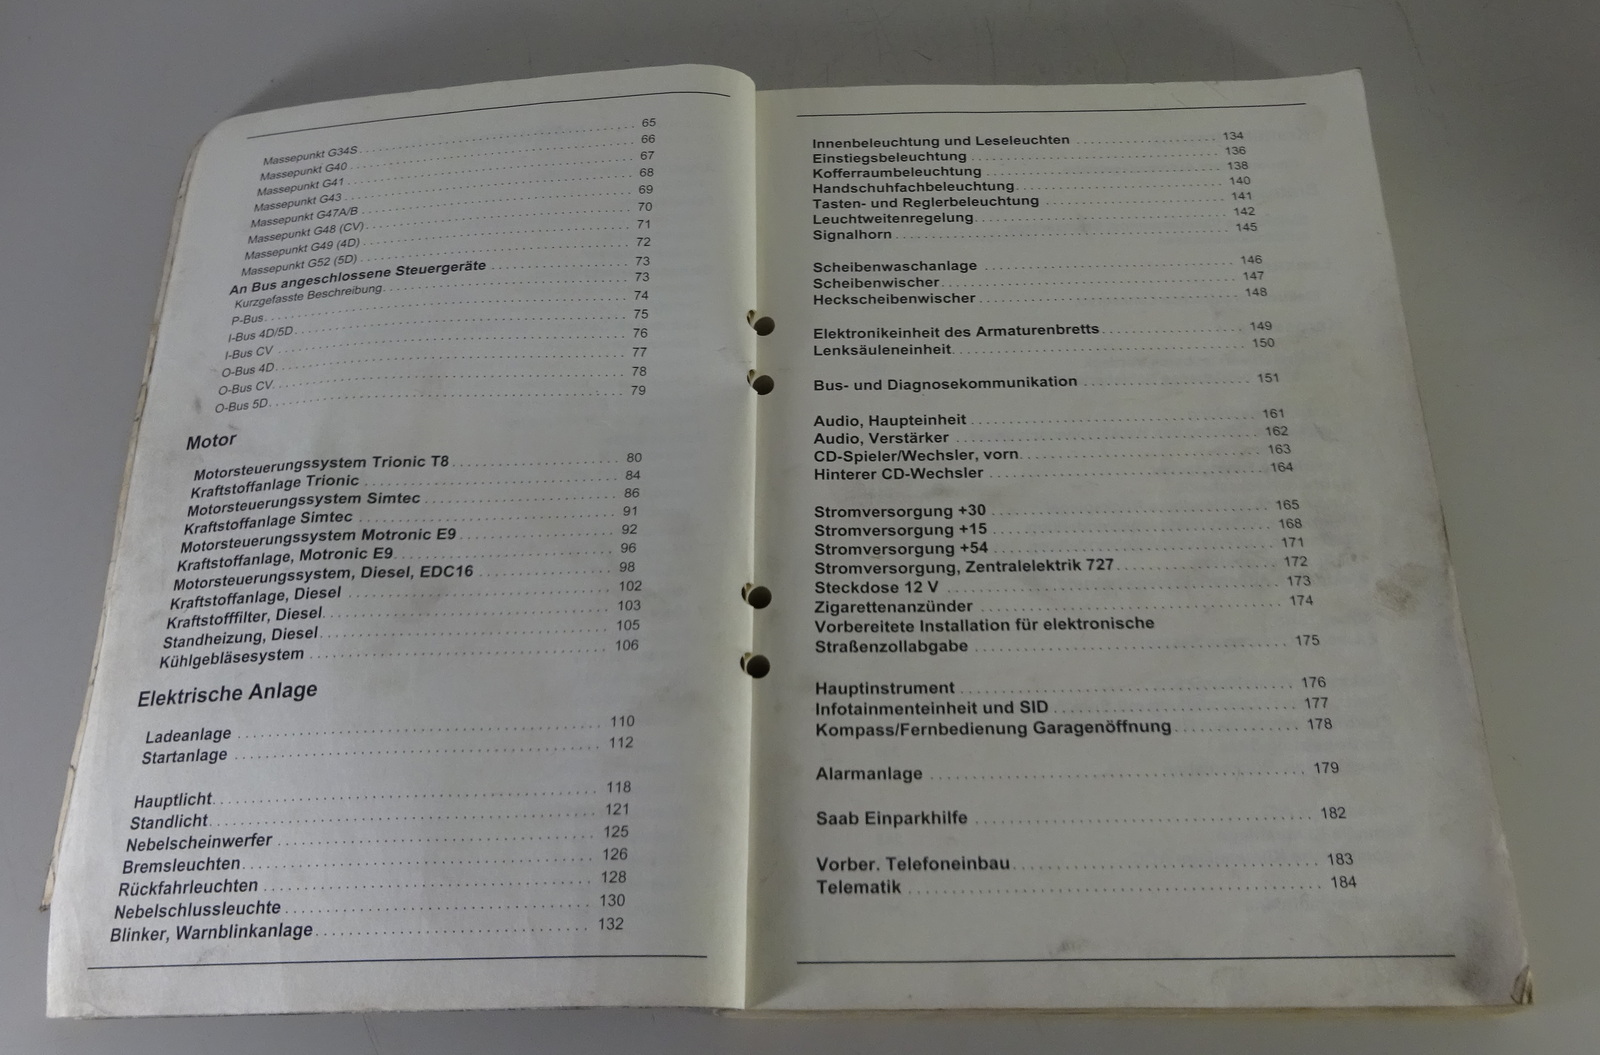 Massepunkt G34S 65
Massepunkt G40 66
Massepunkt G41 67
Massepunkt G43 68
Massepunkt G47A/B 69
Massepunkt G48 (CV) 70
Massepunkt G49 (4D) 71
Massepunkt G52 (5D) 72
An Bus angeschlossene Steuergeräte 73
Kurzgefasste Beschreibung 73
P-Bus 74
I-Bus 4D/5D 75
I-Bus CV 76
O-Bus 4D 77
O-Bus CV 78
O-Bus 5D 79
Motor
Motorsteuerungssystem Trionic T8 80
Kraftstoffanlage Trionic 84
Motorsteuerungssystem Simtec 86
Kraftstoffanlage Simtec 91
Motorsteuerungssystem Motronic E9 92
Kraftstoffanlage, Motronic E9 96
Motorsteuerungssystem, Diesel, EDC16 98
Kraftstoffanlage, Diesel 102
Kraftstofffilter, Diesel 103
Standheizung, Diesel 105
Kühlgebläsesystem 106
Elektrische Anlage
Ladeanlage 110
Startanlage 112
Hauptlicht 118
Standlicht 121
Nebelscheinwerfer 125
Bremsleuchten 126
Rückfahrleuchten 128
Nebelschlussleuchte 130
Blinker, Warnblinkanlage 132
Innenbeleuchtung und Leseleuchten 134
Einstiegsbeleuchtung 136
Kofferraumbeleuchtung 138
Handschuhfachbeleuchtung 140
Tasten- und Reglerbeleuchtung 141
Leuchtweitenregelung 142
Signalhorn 145
Scheibenwaschanlage 146
Scheibenwischer 147
Heckscheibenwischer 148
Elektronikeinheit des Armaturenbretts 149
Lenksäuleneinheit 150
Bus- und Diagnosekommunikation 151
Audio, Haupteinheit 161
Audio, Verstärker 162
CD-Spieler/Wechsler, vorn 163
Hinterer CD-Wechsler 164
Stromversorgung +30 165
Stromversorgung +15 168
Stromversorgung +54 171
Stromversorgung, Zentralelektrik 727 172
Steckdose 12 V 173
Zigarettenanzünder 174
Vorbereitete Installation für elektronische
Straßenzollabgabe 175
Hauptinstrument 176
Infotainmenteinheit und SID 177
Kompass/Fernbedienung Garagenöffnung 178
Alarmanlage 179
Saab Einparkhilfe 182
Vorber. Telefoneinbau 183
Telematik 184